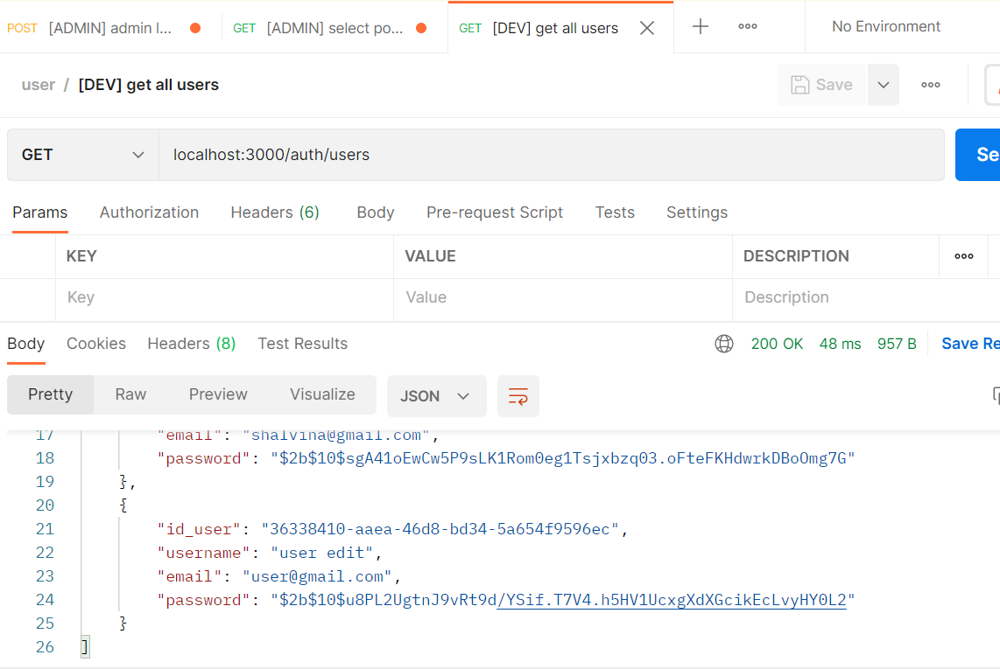 POST [ADMIN] admin l... GET [ADMIN] select po... GET [DEV] get all users No Environment
user / [DEV] get all users Save
GET localhost:3000/auth/users Se
Params Authorization Headers (6) Body Pre-request Script Tests Settings
KEY VALUE DESCRIPTION
Key Value Description
Body Cookies Headers (8) Test Results 200 OK 48 ms 957 B Save Re
Pretty Raw Preview Visualize JSON
17 "email": "shalvina@gmail.com",
18 "password": "$2b$10$sgA41oEwCw5P9sLK1Rom0eg1Tsjxbzq03.oFteFKHdwrkDBoOmg7G"
19 },
20 {
21 "id_user": "36338410-aaea-46d8-bd34-5a654f9596ec",
22 "username": "user edit",
23 "email": "user@gmail.com",
24 "password": "$2b$10$u8PL2UgtnJ9vRt9d/YSif.T7V4.h5HV1UcxgXdXGcikEcLvyHY0L2"
25 }
26 ]